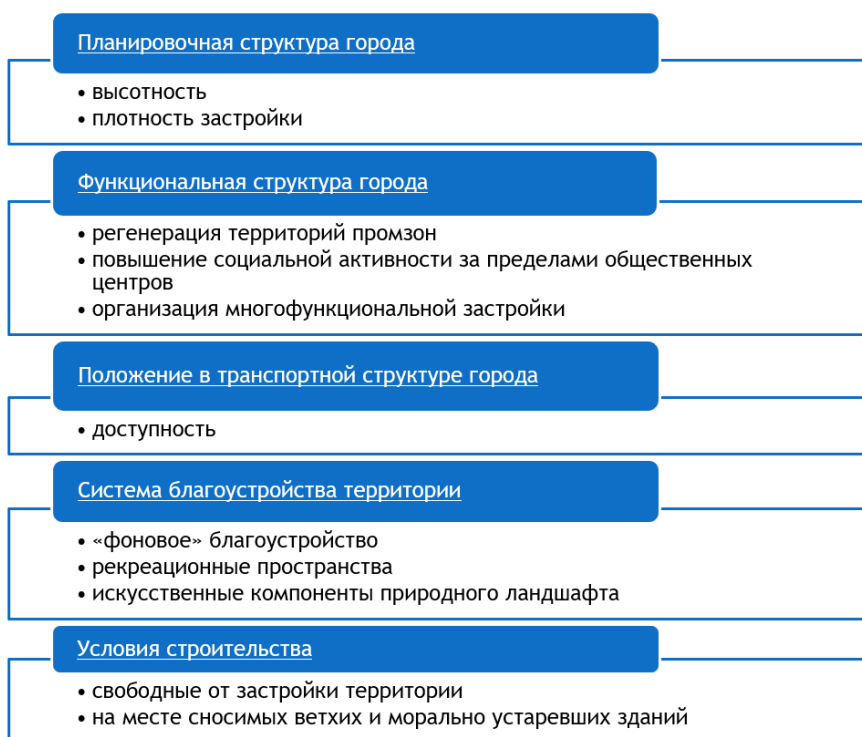 Планировочная структура города
• высотность
• плотность застройки
Функциональная структура города
• регенерация территорий промзон
• повышение социальной активности за пределами общественных
центров
• организация многофункциональной застройки
Положение в транспортной структуре города
• доступность
Система благоустройства территории
• «фоновое» благоустройство
• рекреационные пространства
• искусственные компоненты природного ландшафта
Условия строительства
• свободные от застройки территории
• на месте сносимых ветхих и морально устаревших зданий